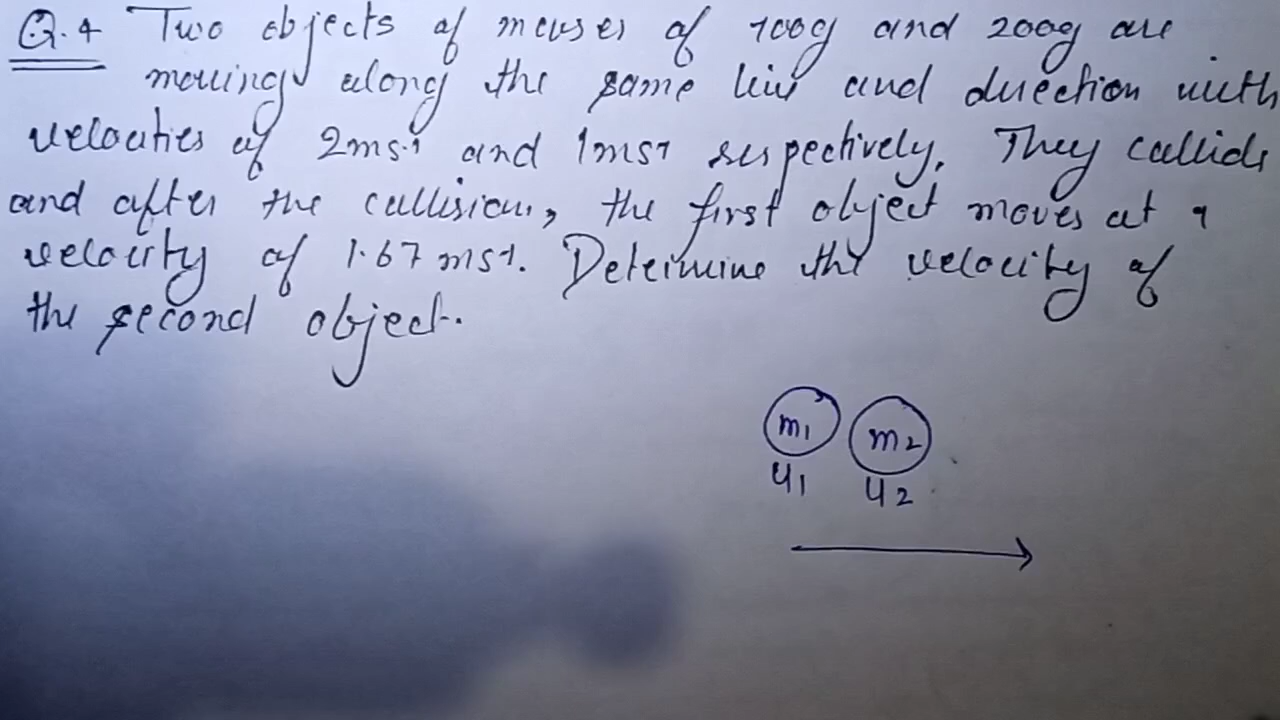 Q.4 Two objects of masses of 100g and 200g are
moving along the same line and direction with
velocities of 2ms-1 and 1ms-1 respectively. They collide
and after the collision, the first object moves at a
velocity of 1.67 ms-1. Determine the velocity of
the second object.
m1 m2
u1 u2